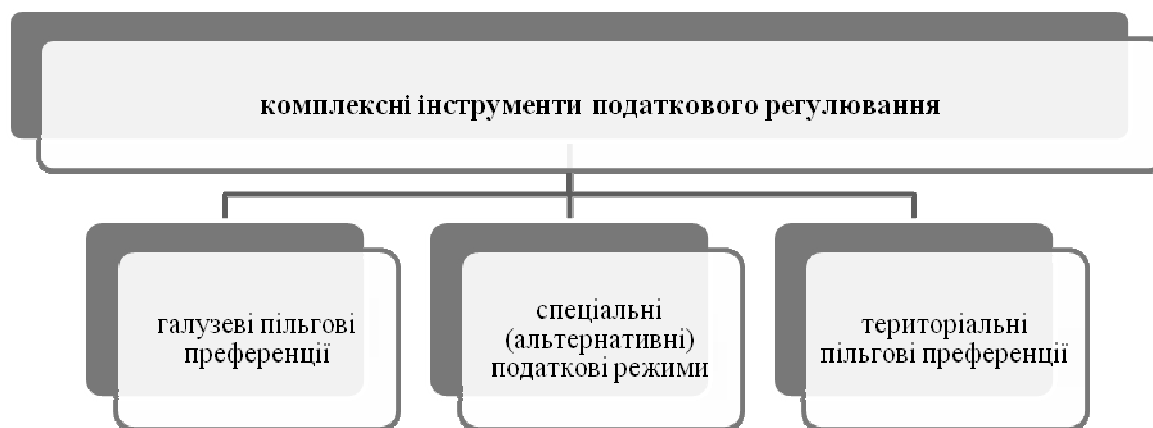 комплексні інструменти податкового регулювання
галузеві пільгові
преференції
спеціальні
(альтернативні)
податкові режими
територіальні
пільгові преференції